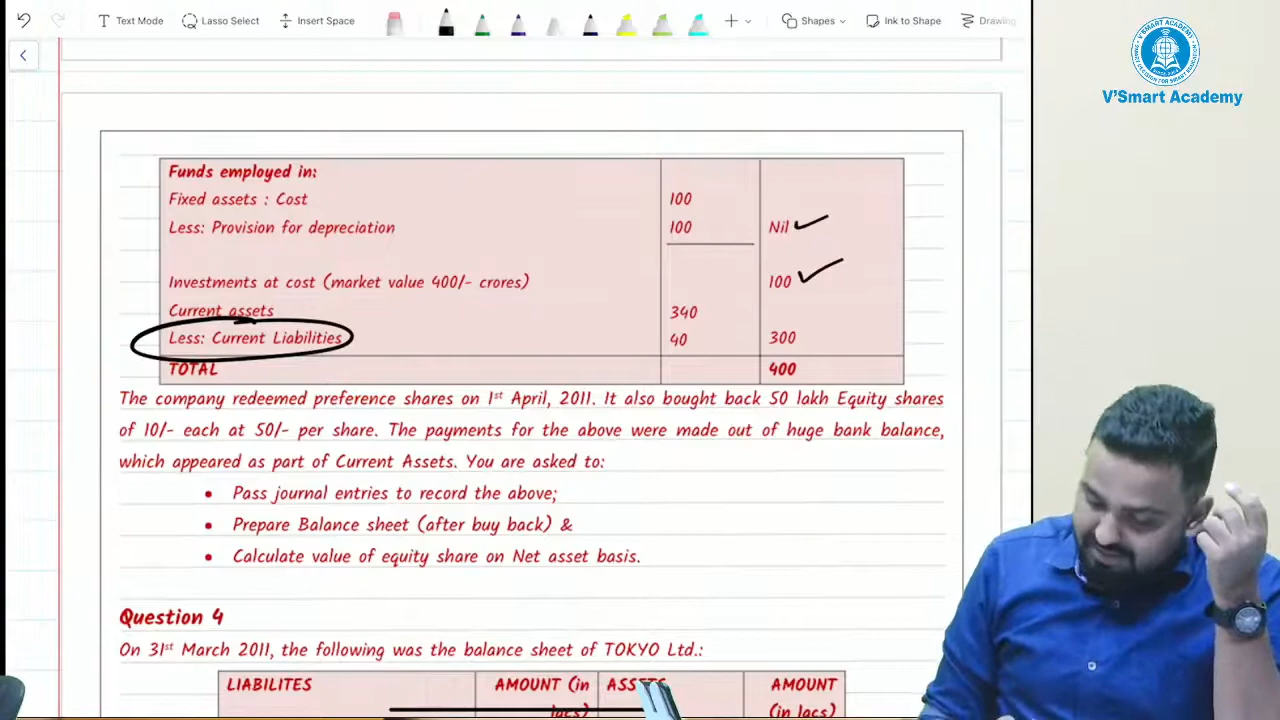 Text Mode Lasso Select Insert Space Shapes Ink to Shape Drawing
V'SMART ACADEMY
V'Smart Academy
Funds employed in:
Fixed assets : Cost 100
Less: Provision for depreciation 100 Nil
Investments at cost (market value 400/- crores) 100
Current assets 340
Less: Current Liabilities 40 300
TOTAL 400
The company redeemed preference shares on 1st April, 2011. It also bought back 50 lakh Equity shares
of 10/- each at 50/- per share. The payments for the above were made out of huge bank balance,
which appeared as part of Current Assets. You are asked to:
• Pass journal entries to record the above;
• Prepare Balance sheet (after buy back) &
• Calculate value of equity share on Net asset basis.
Question 4
On 31st March 2011, the following was the balance sheet of TOKYO Ltd.:
LIABILITES AMOUNT (in ASSETS AMOUNT
lacs) (in lacs)